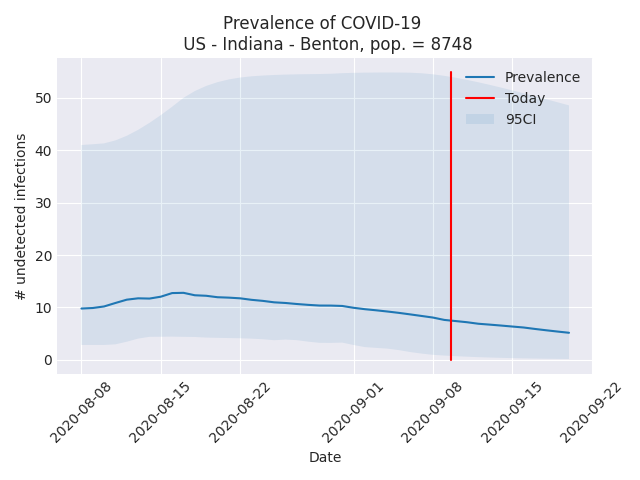 Prevalence of COVID-19
US - Indiana - Benton, pop. = 8748
Prevalence
Today
95CI
# undetected infections
50
40
30
20
10
0
2020-08-08
2020-08-15
2020-08-22
2020-09-01
2020-09-08
2020-09-15
2020-09-22
Date